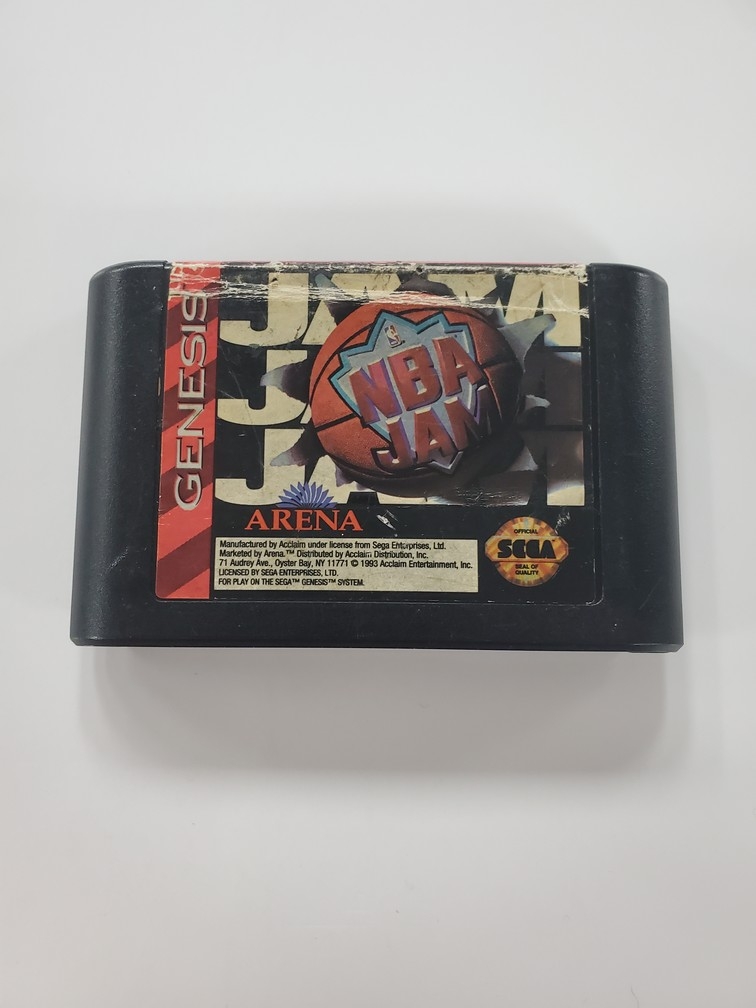 GENESIS
JAM
JAM
JAM
NBA
JAM
ARENA
Manufactured by Acclaim under license from Sega Enterprises, Ltd.
Marketed by Arena.™ Distributed by Acclaim Distribution, Inc.
71 Audrey Ave., Oyster Bay, NY 11771 © 1993 Acclaim Entertainment, Inc.
LICENSED BY SEGA ENTERPRISES, LTD.
FOR PLAY ON THE SEGA™ GENESIS™ SYSTEM.
OFFICIAL
SEGA
SEAL OF
QUALITY